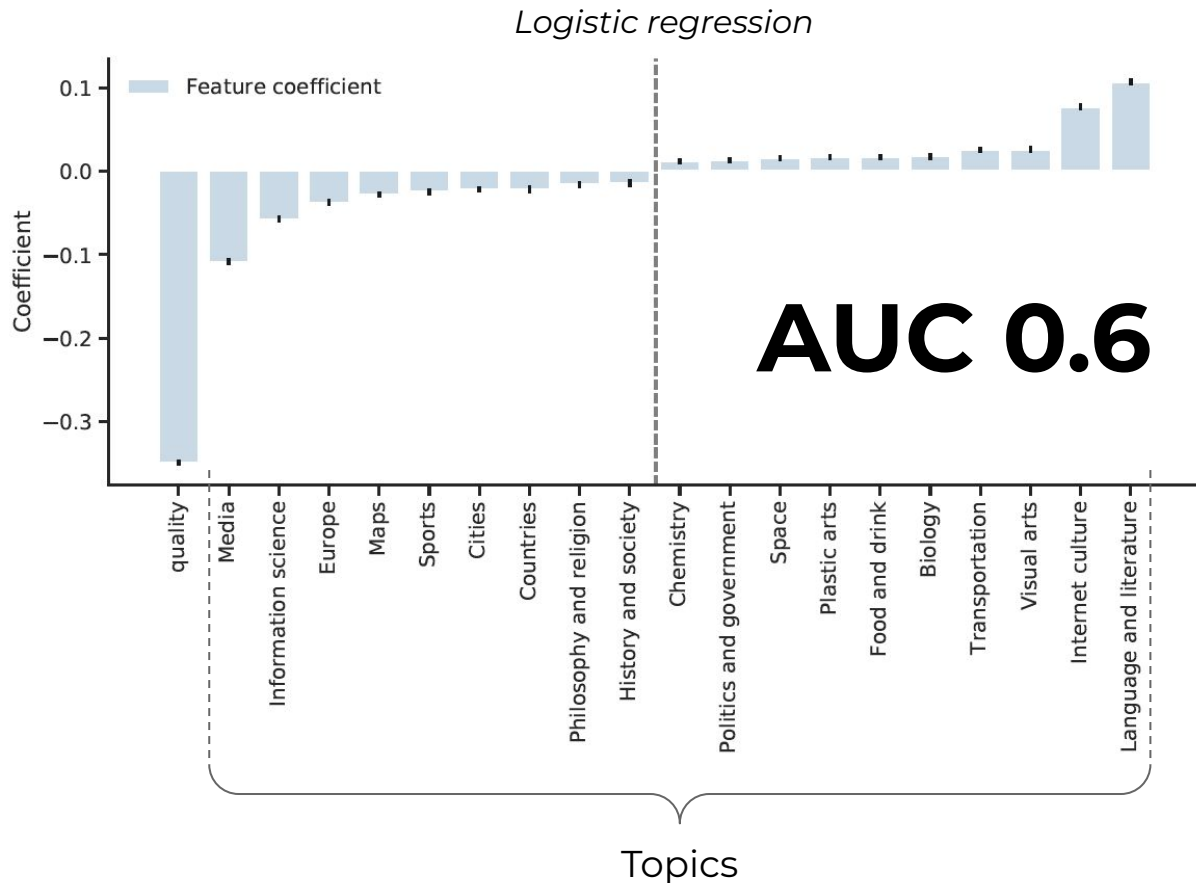 Logistic regression
Feature coefficient
Coefficient
0.1
0.0
−0.1
−0.2
−0.3
AUC 0.6
quality
Media
Information science
Europe
Maps
Sports
Cities
Countries
Philosophy and religion
History and society
Chemistry
Politics and government
Space
Plastic arts
Food and drink
Biology
Transportation
Visual arts
Internet culture
Language and literature
Topics